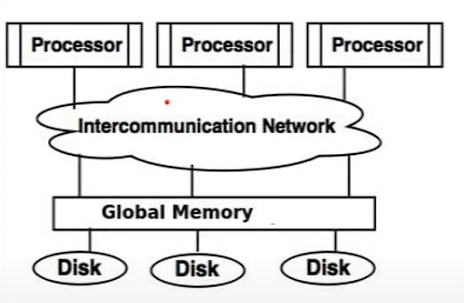 Processor Processor Processor
Intercommunication Network
Global Memory
Disk Disk Disk